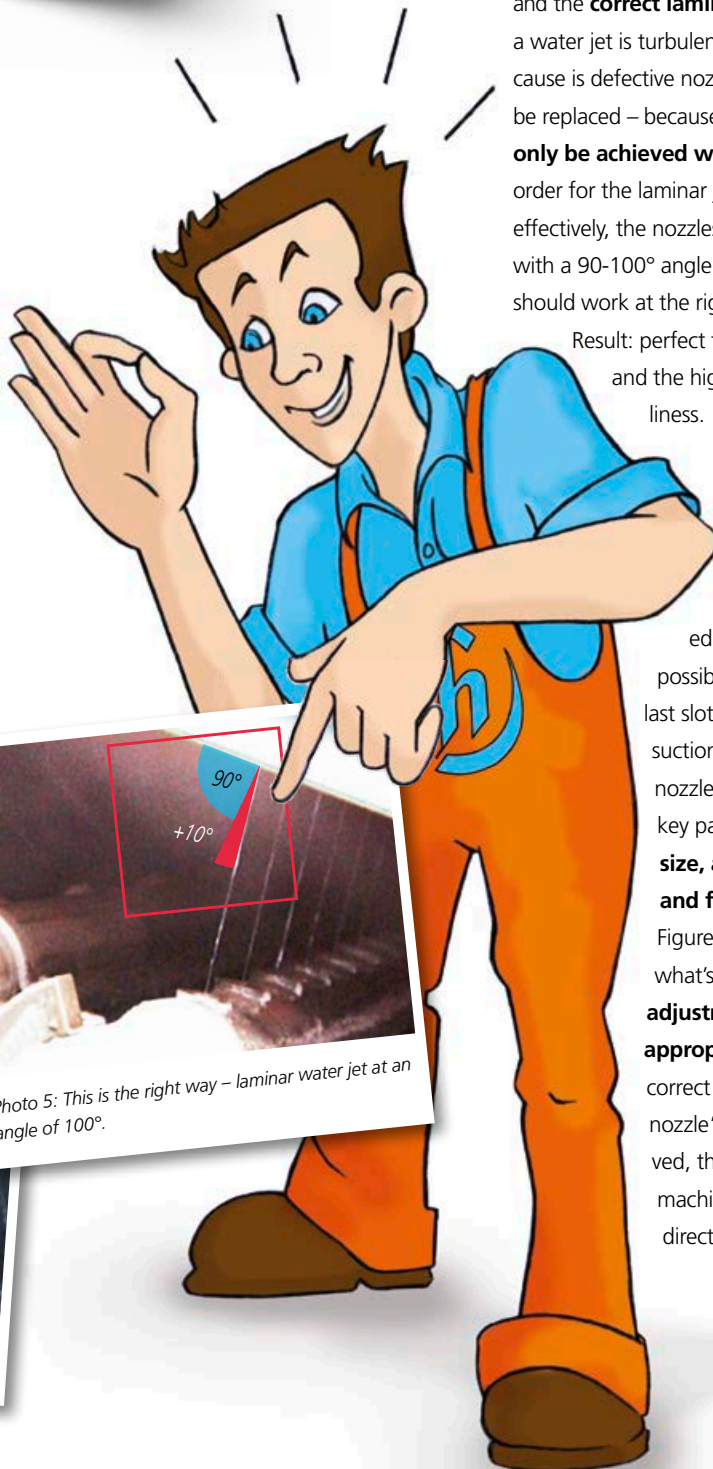 and the correct lamin
a water jet is turbulen
cause is defective noz
be replaced – because
only be achieved w
order for the laminar
effectively, the nozzles
with a 90-100° angle
should work at the rig
Result: perfect
and the hig
liness.
ed
possib
last slot
suction
nozzle
key pa
size, a
and f
Figure
what's
adjustr
approp
correct
nozzle'
ved, th
machi
direct
90°
+10°
Photo 5: This is the right way – laminar water jet at an
angle of 100°.
h